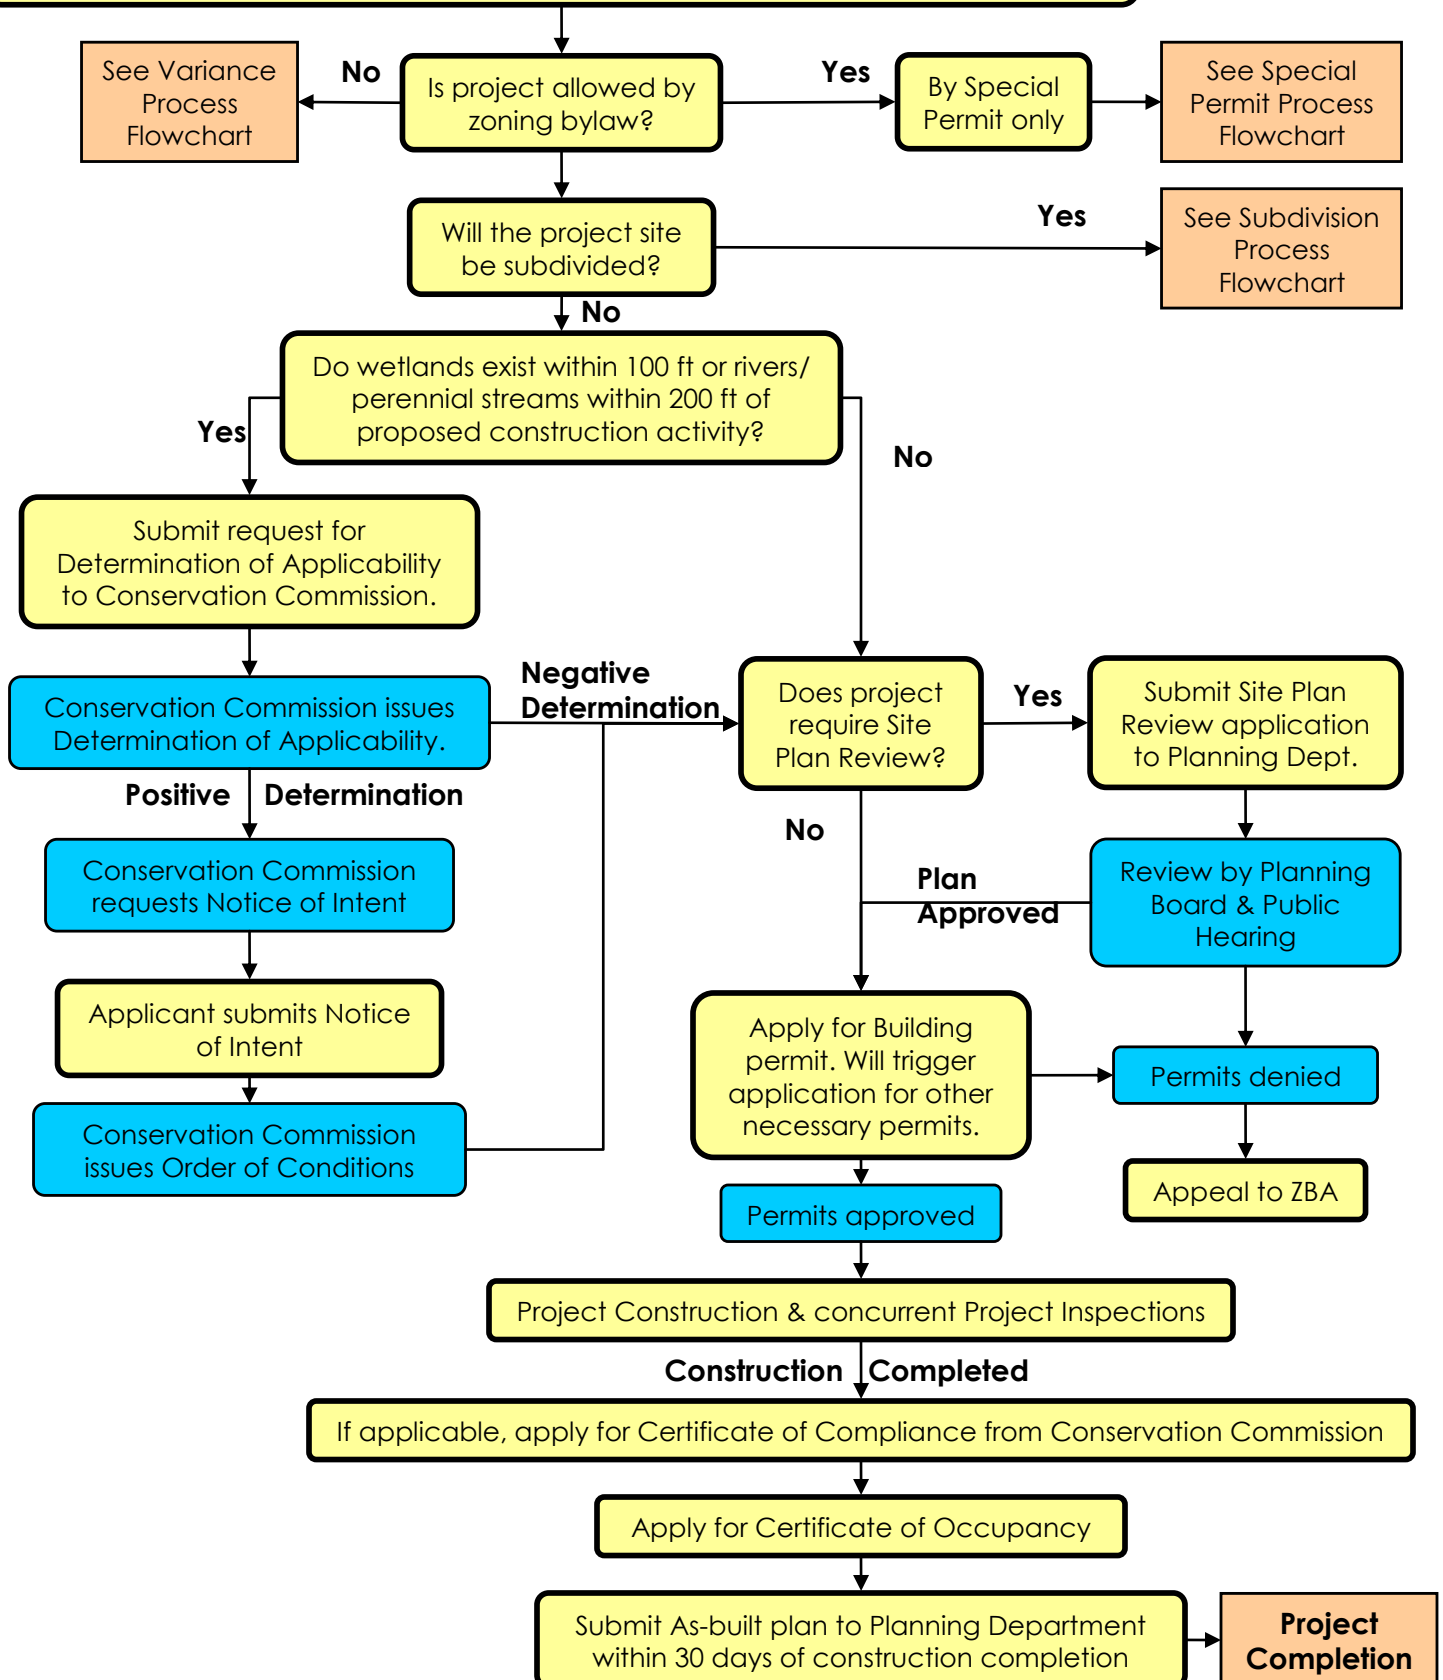 See Variance
Process
Flowchart
No
Is project allowed by
zoning bylaw?
Yes
By Special
Permit only
See Special
Permit Process
Flowchart
Will the project site
be subdivided?
Yes
See Subdivision
Process
Flowchart
No
Do wetlands exist within 100 ft or rivers/
perennial streams within 200 ft of
proposed construction activity?
Yes
No
Submit request for
Determination of Applicability
to Conservation Commission.
Conservation Commission issues
Determination of Applicability.
Negative
Determination
Does project
require Site
Plan Review?
Yes
Submit Site Plan
Review application
to Planning Dept.
Positive Determination
No
Conservation Commission
requests Notice of Intent
Plan
Approved
Review by Planning
Board & Public
Hearing
Applicant submits Notice
of Intent
Apply for Building
permit. Will trigger
application for other
necessary permits.
Permits denied
Conservation Commission
issues Order of Conditions
Appeal to ZBA
Permits approved
Project Construction & concurrent Project Inspections
Construction Completed
If applicable, apply for Certificate of Compliance from Conservation Commission
Apply for Certificate of Occupancy
Submit As-built plan to Planning Department
within 30 days of construction completion
Project
Completion